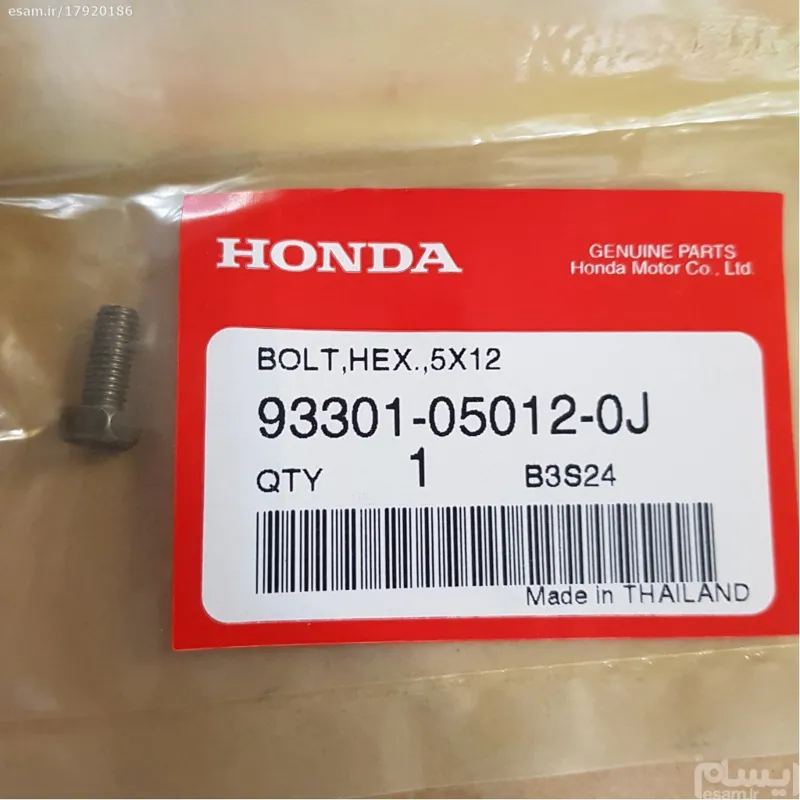 esam.ir/17920186
HONDA
GENUINE PARTS
Honda Motor Co., Ltd.
BOLT,HEX.,5X12
93301-05012-0J
QTY 1 B3S24
Made in THAILAND
ایسام
esam.ir